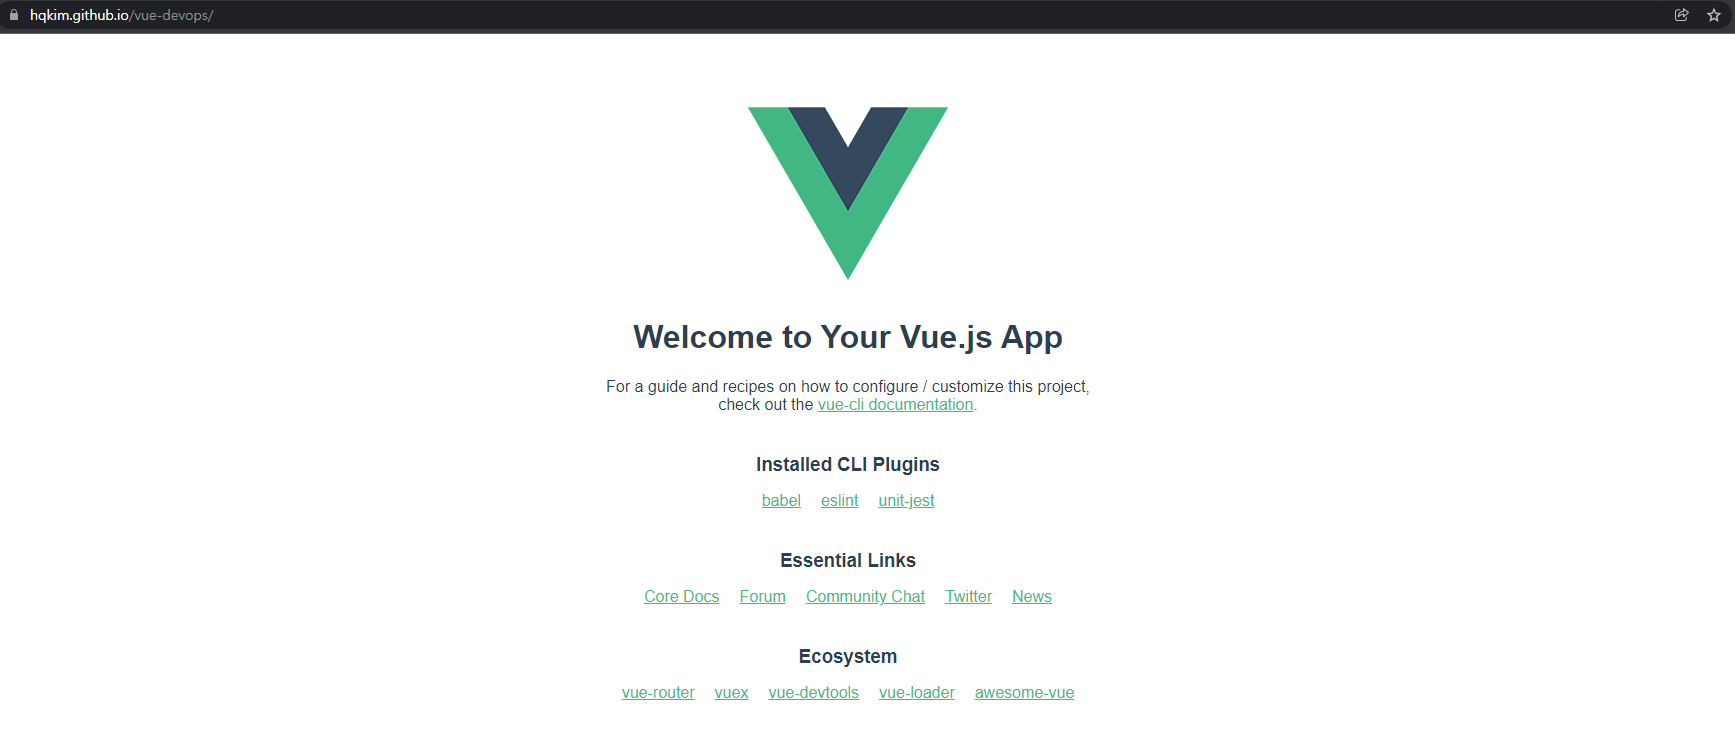 hqkim.github.io/vue-devops/
Welcome to Your Vue.js App
For a guide and recipes on how to configure / customize this project,
check out the vue-cli documentation.
Installed CLI Plugins
babel eslint unit-jest
Essential Links
Core Docs Forum Community Chat Twitter News
Ecosystem
vue-router vuex vue-devtools vue-loader awesome-vue